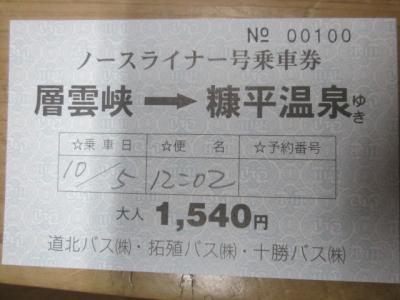 № 00100
ノースライナー号乗車券
層雲峡→糠平温泉ゆき
☆乗車日 ☆便名 ☆予約番号
10/5 12:02
大人 1,540円
道北バス㈱・拓殖バス㈱・十勝バス㈱